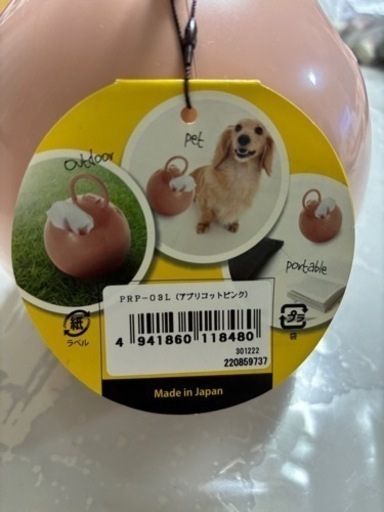 outdoor
pet
portable
PRP-03L (アプリコットピンク)
4 941860 118480
301222
220859737
紙
ラベル
プラ
袋
Made in Japan